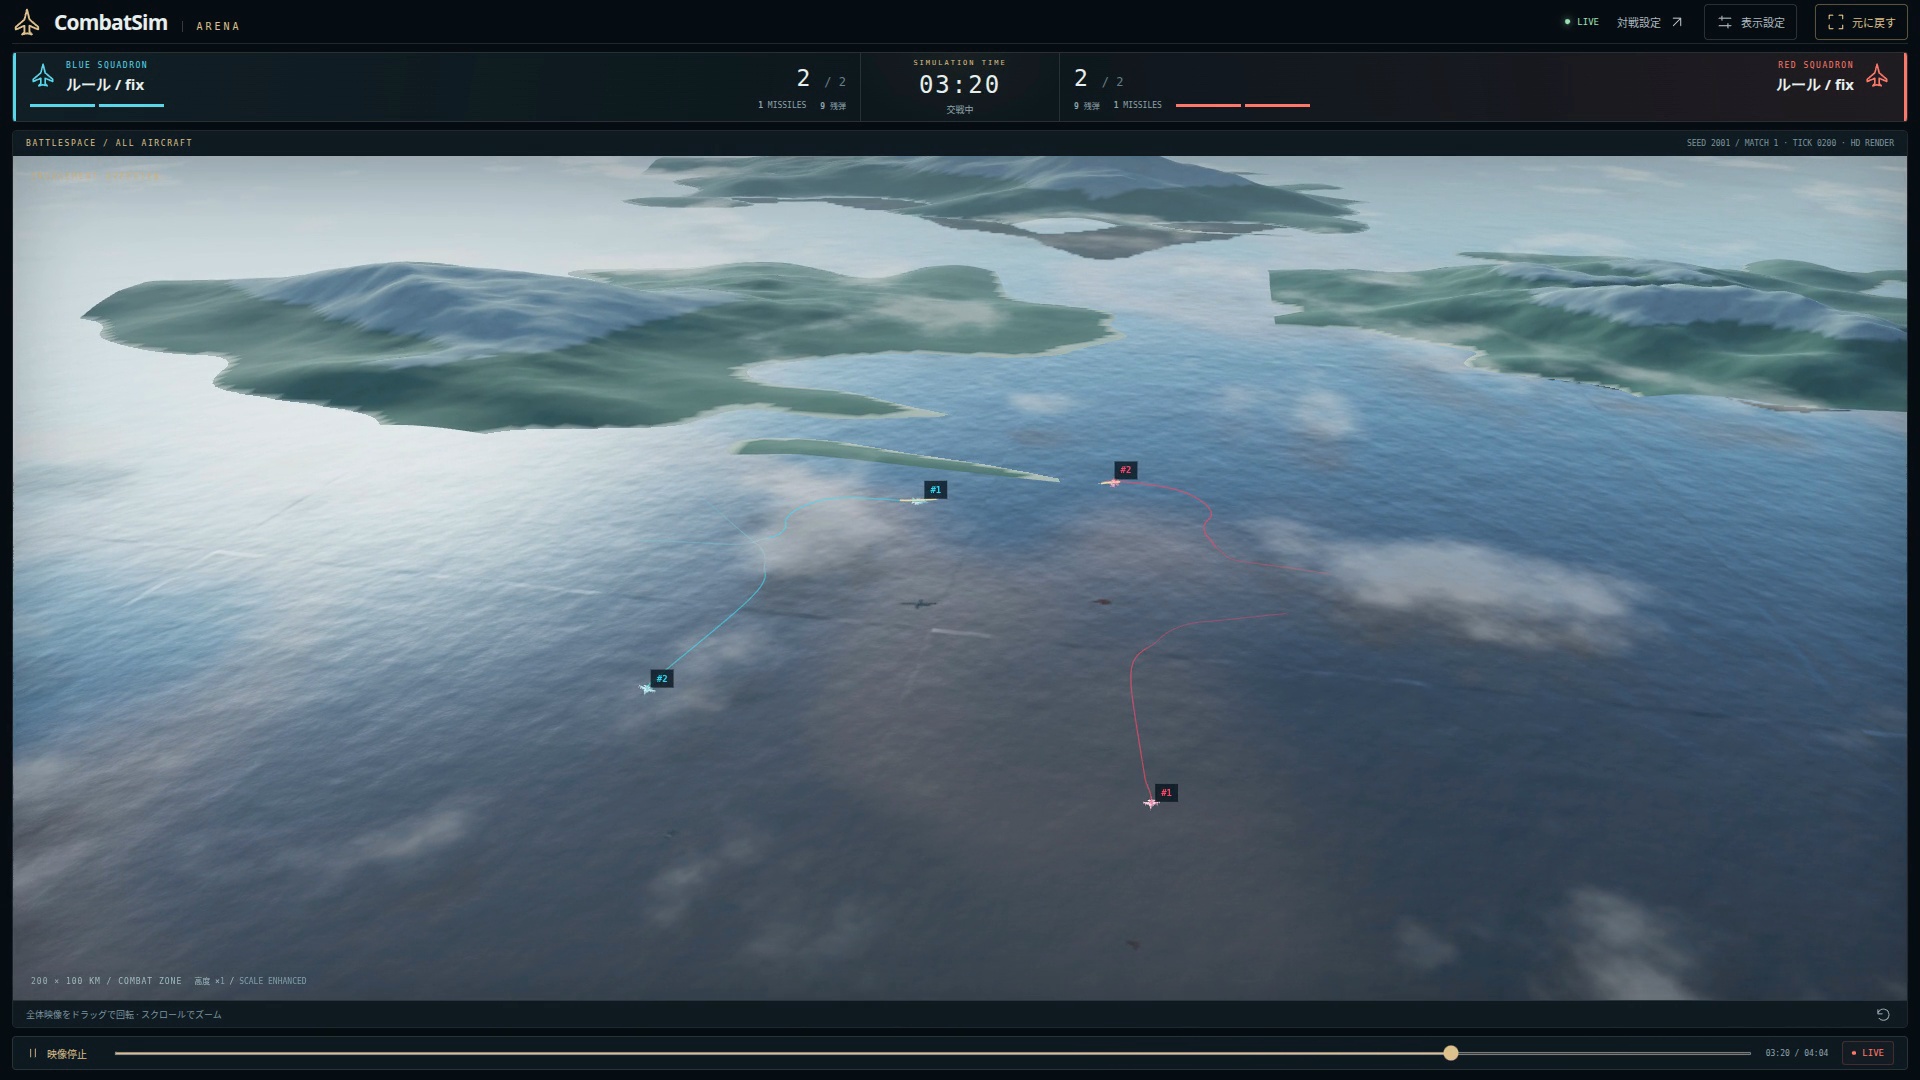 CombatSim | ARENA
LIVE
対戦設定
表示設定
元に戻す
BLUE SQUADRON
ルール / fix
2 / 2
1 MISSILES 9 残弾
SIMULATION TIME
03:20
交戦中
2 / 2
9 残弾 1 MISSILES
RED SQUADRON
ルール / fix
BATTLESPACE / ALL AIRCRAFT
SEED 2001 / MATCH 1 · TICK 0200 · HD RENDER
#2
#1
#2
#1
200 × 100 KM / COMBAT ZONE 高度 ×1 / SCALE ENHANCED
全体映像をドラッグで回転 · スクロールでズーム
映像停止
03:20 / 04:04
LIVE